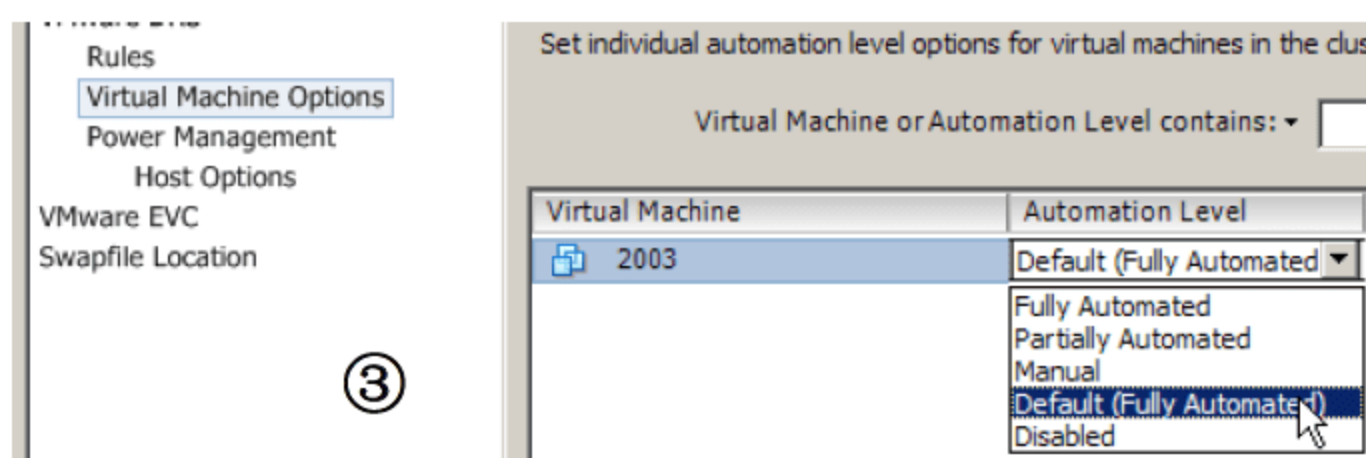 Rules
Virtual Machine Options
Power Management
Host Options
VMware EVC
Swapfile Location
③
Set individual automation level options for virtual machines in the
Virtual Machine or Automation Level contains:
Virtual Machine Automation Level
2003 Default (Fully Automated
Fully Automated
Partially Automated
Manual
Default (Fully Automated)
Disabled